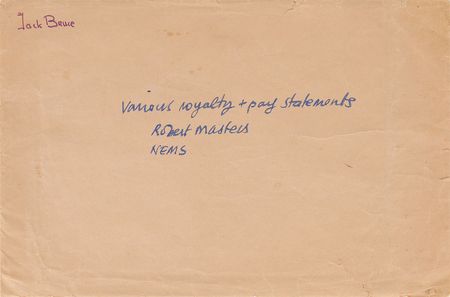 Jack Bruce
Various royalty + pay statements
Robert Masters
NEMS